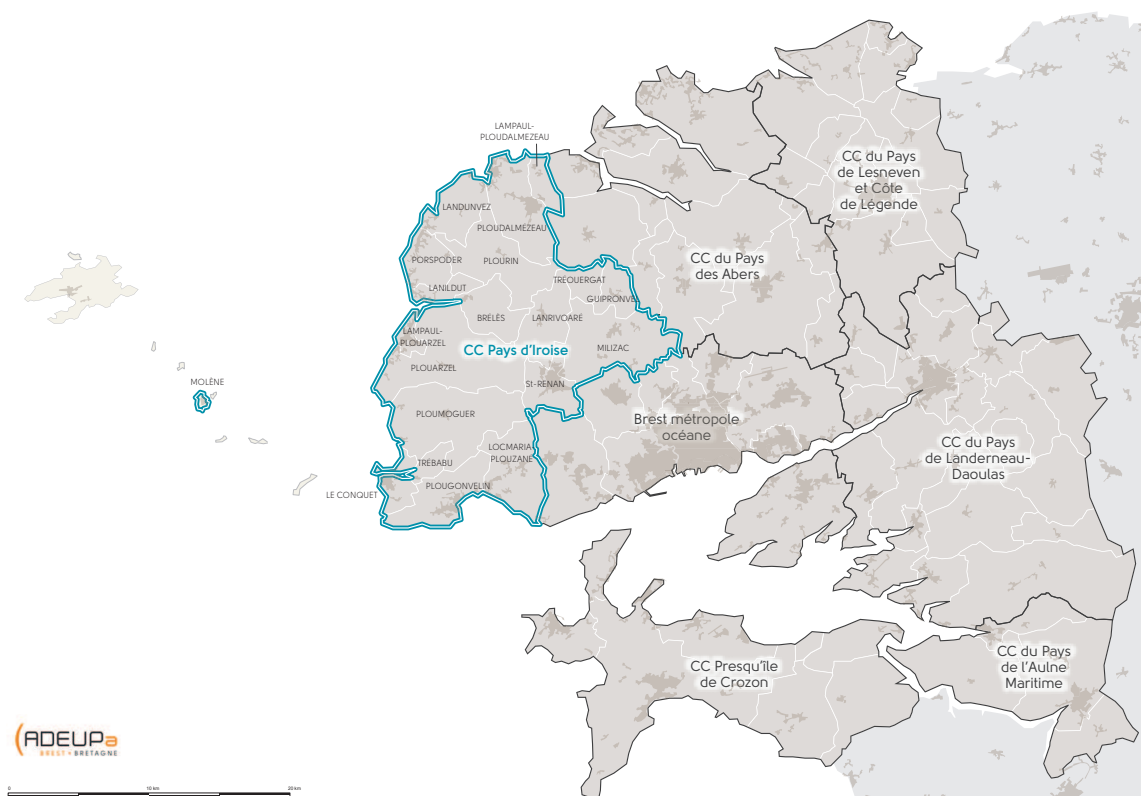 LAMPAUL-
PLOUDALMEZEAU
CC du Pays
de Lesneven
et Côte
de Légende
LANDUNVEZ
PLOUDALMEZEAU
PORSPODER
PLOURIN
CC du Pays
des Abers
TREOUERGAT
LANILDUT
GUIPRONVEL
BRÉLÈS
LANRIVOARÉ
LAMPAUL-
PLOUARZEL
CC Pays d'Iroise
MILIZAC
PLOUARZEL
St-RENAN
MOLÈNE
PLOUMOGUER
Brest métropole
océane
LOCMARIA
PLOUZANE
CC du Pays
de Landerneau-
Daoulas
TRÉBABU
PLOUGONVELIN
LE CONQUET
CC Presqu'île
de Crozon
CC du Pays
de l'Aulne
Maritime
ADEUPa
BREST • BRETAGNE
0 10 km 20 km